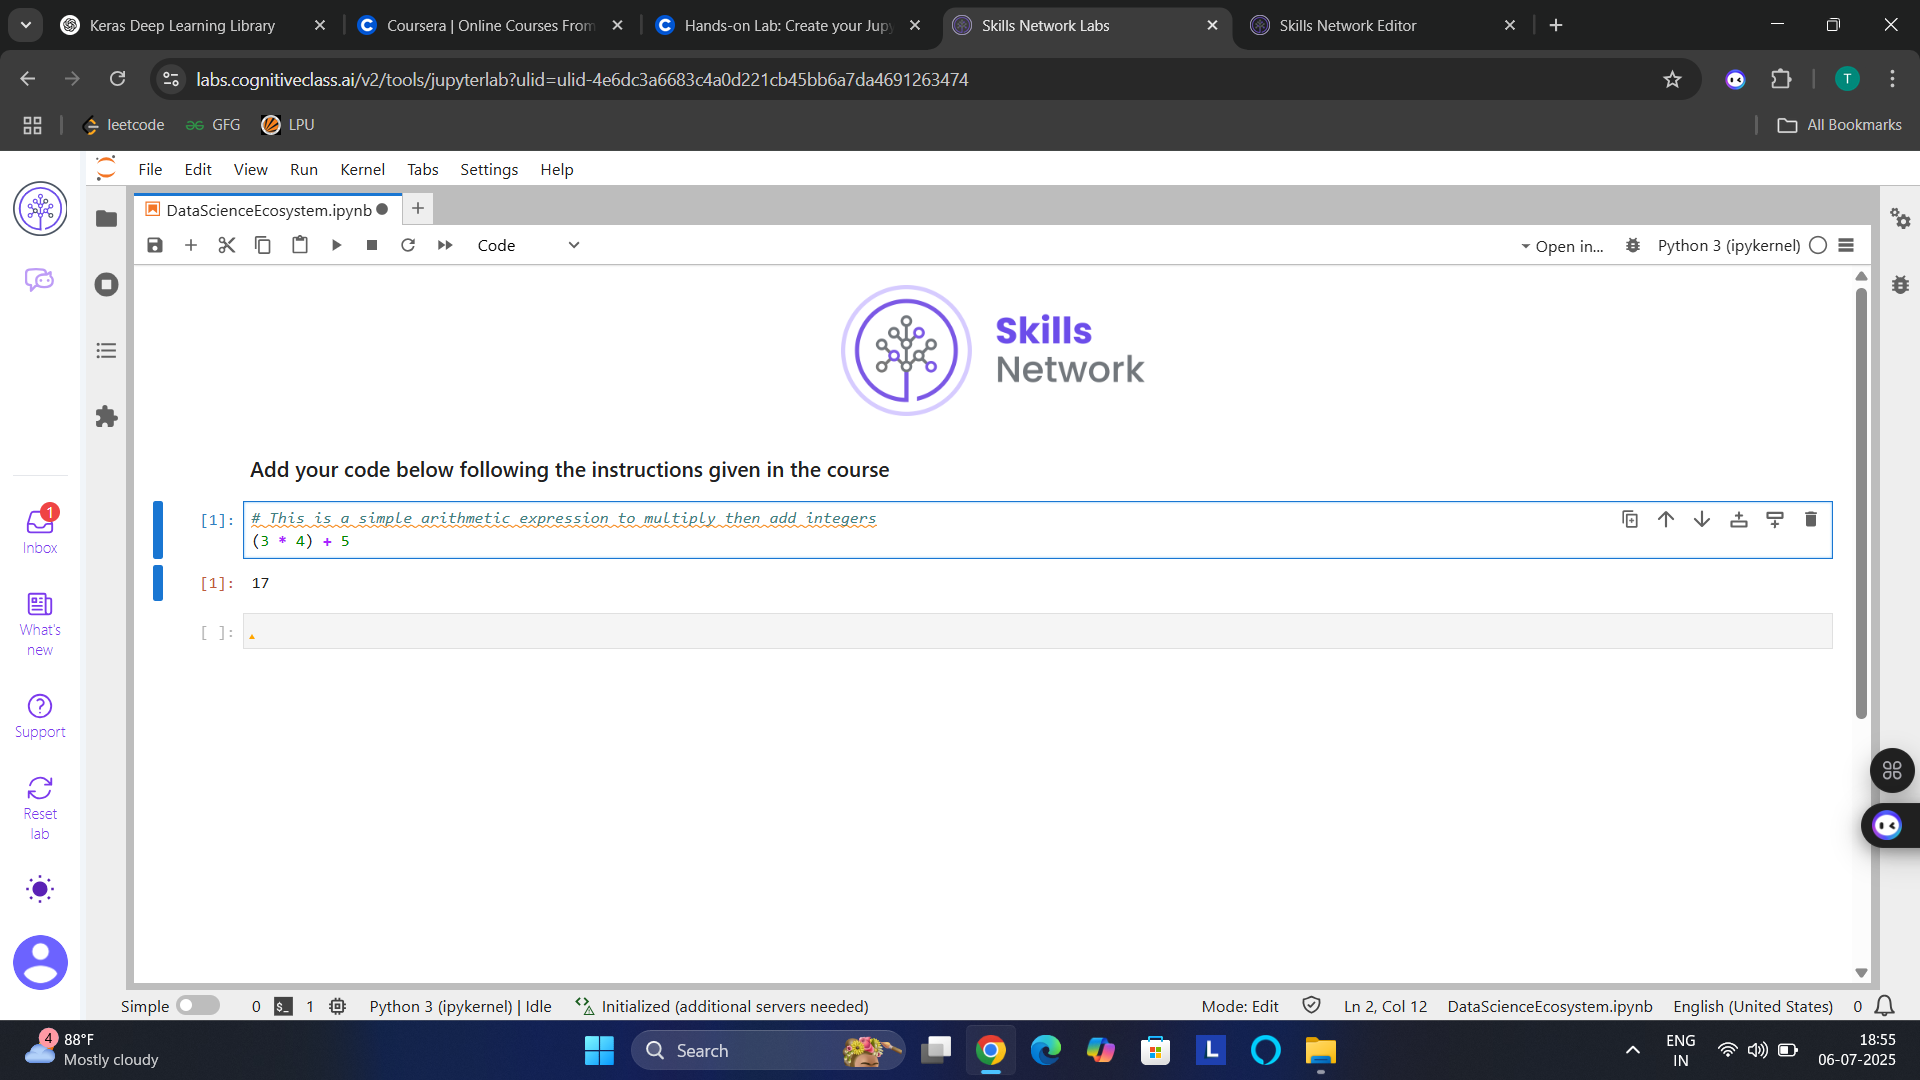 Keras Deep Learning Library
Coursera | Online Courses From
Hands-on Lab: Create your Jup
Skills Network Labs
Skills Network Editor
labs.cognitiveclass.ai/v2/tools/jupyterlab?ulid=ulid-4e6dc3a6683c4a0d221cb45bb6a7da4691263474
T
leetcode
GFG
LPU
All Bookmarks
File Edit View Run Kernel Tabs Settings Help
DataScienceEcosystem.ipynb
Code
Open in...
Python 3 (ipykernel)
Skills
Network
Add your code below following the instructions given in the course
[1]: # This is a simple arithmetic expression to multiply then add integers
(3 * 4) + 5
[1]: 17
[ ]:
1
Inbox
What's
new
Support
Reset
lab
Simple 0 $_ 1 Python 3 (ipykernel) | Idle Initialized (additional servers needed) Mode: Edit Ln 2, Col 12 DataScienceEcosystem.ipynb English (United States) 0
4
88°F
Mostly cloudy
Search
L
ENG
IN
18:55
06-07-2025